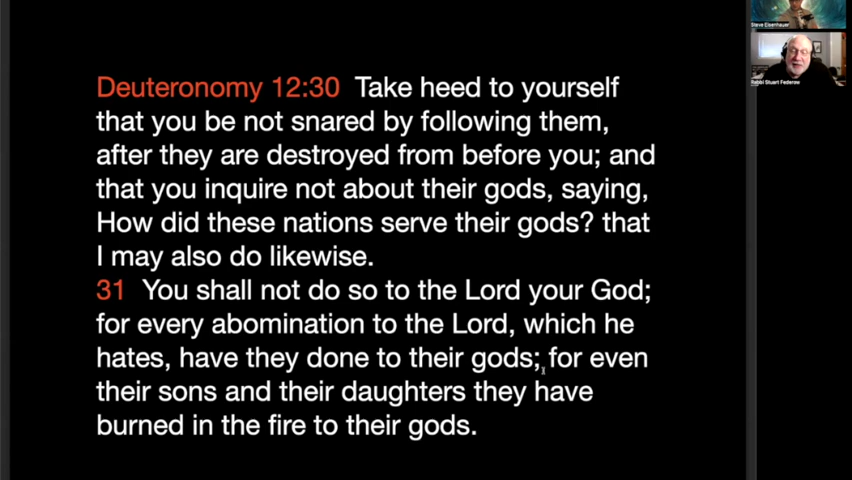 Steve Eisenhauer
Rabbi Stuart Federow
Deuteronomy 12:30 Take heed to yourself
that you be not snared by following them,
after they are destroyed from before you; and
that you inquire not about their gods, saying,
How did these nations serve their gods? that
I may also do likewise.
31 You shall not do so to the Lord your God;
for every abomination to the Lord, which he
hates, have they done to their gods; for even
their sons and their daughters they have
burned in the fire to their gods.